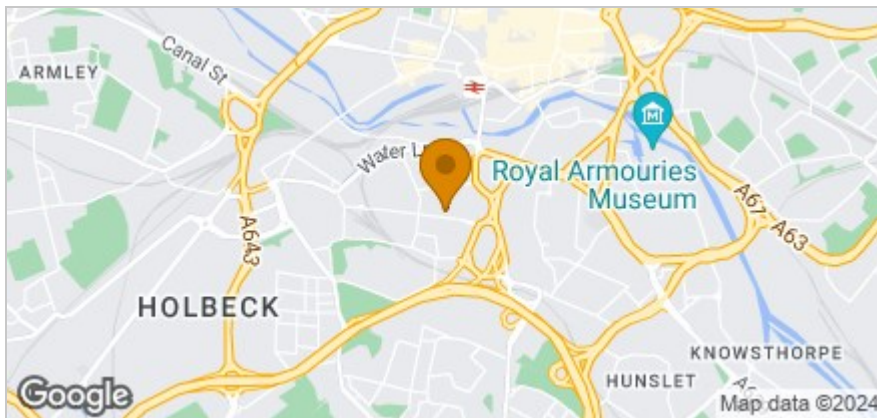 Canal St
ARMLEY
Water L
Royal Armouries
Museum
A67
A63
A643
HOLBECK
KNOWSTHORPE
HUNSLET
Google
Map data ©2024